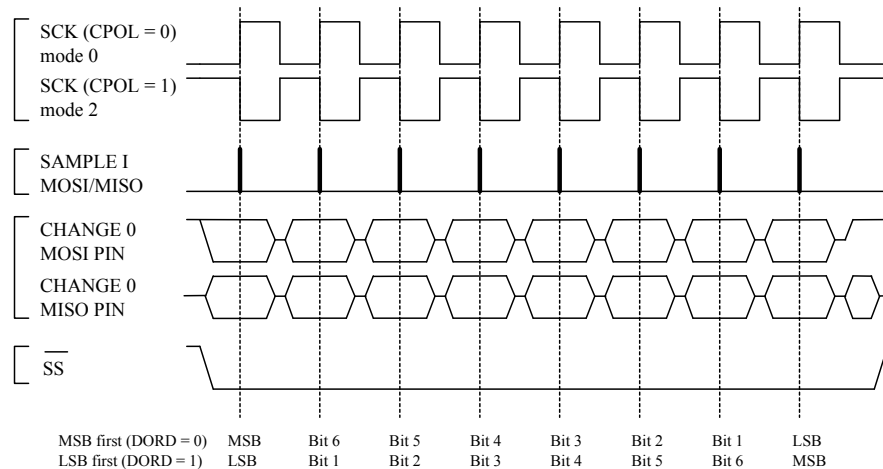 SCK (CPOL = 0)
mode 0
SCK (CPOL = 1)
mode 2
SAMPLE I
MOSI/MISO
CHANGE 0
MOSI PIN
CHANGE 0
MISO PIN
SS
MSB first (DORD = 0) MSB Bit 6 Bit 5 Bit 4 Bit 3 Bit 2 Bit 1 LSB
LSB first (DORD = 1) LSB Bit 1 Bit 2 Bit 3 Bit 4 Bit 5 Bit 6 MSB